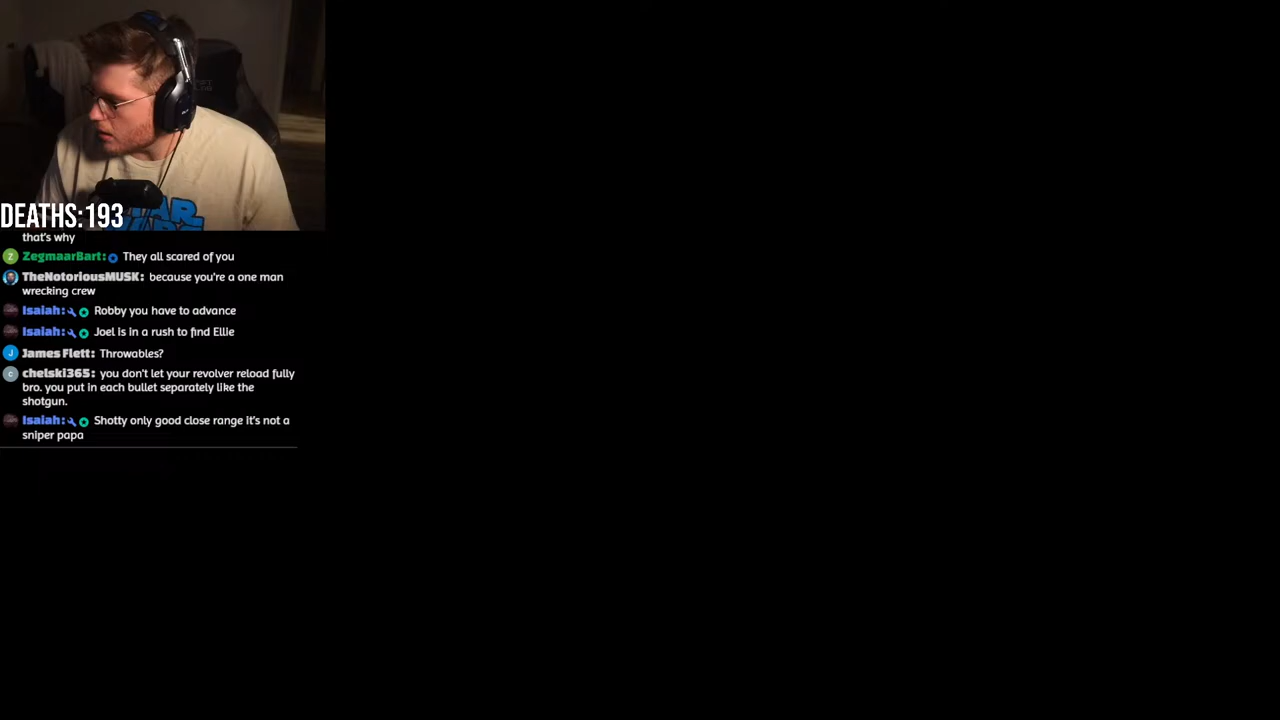 DEATHS:193
that's why
ZegmaarBart: They all scared of you
TheNotoriousMUSK: because you're a one man
wrecking crew
Isaiah: Robby you have to advance
Isaiah: Joel is in a rush to find Ellie
James Flett: Throwables?
chelski365: you don't let your revolver reload fully
bro. you put in each bullet separately like the
shotgun.
Isaiah: Shotty only good close range it's not a
sniper papa